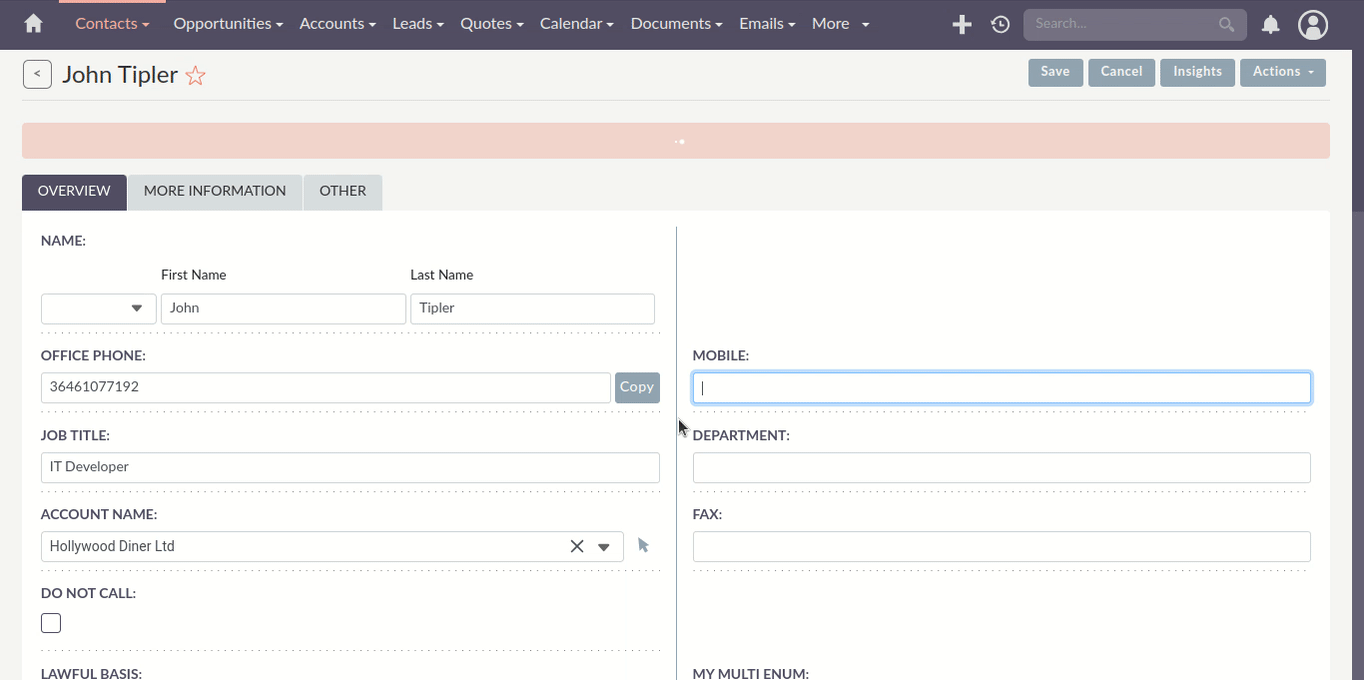 Contacts Opportunities Accounts Leads Quotes Calendar Documents Emails More Search...
< John Tipler Save Cancel Insights Actions
OVERVIEW MORE INFORMATION OTHER
NAME:
First Name Last Name
John Tipler
OFFICE PHONE: MOBILE:
36461077192 Copy
JOB TITLE: DEPARTMENT:
IT Developer
ACCOUNT NAME: FAX:
Hollywood Diner Ltd
DO NOT CALL:
LAWFUL BASIS: MY MULTI ENUM: